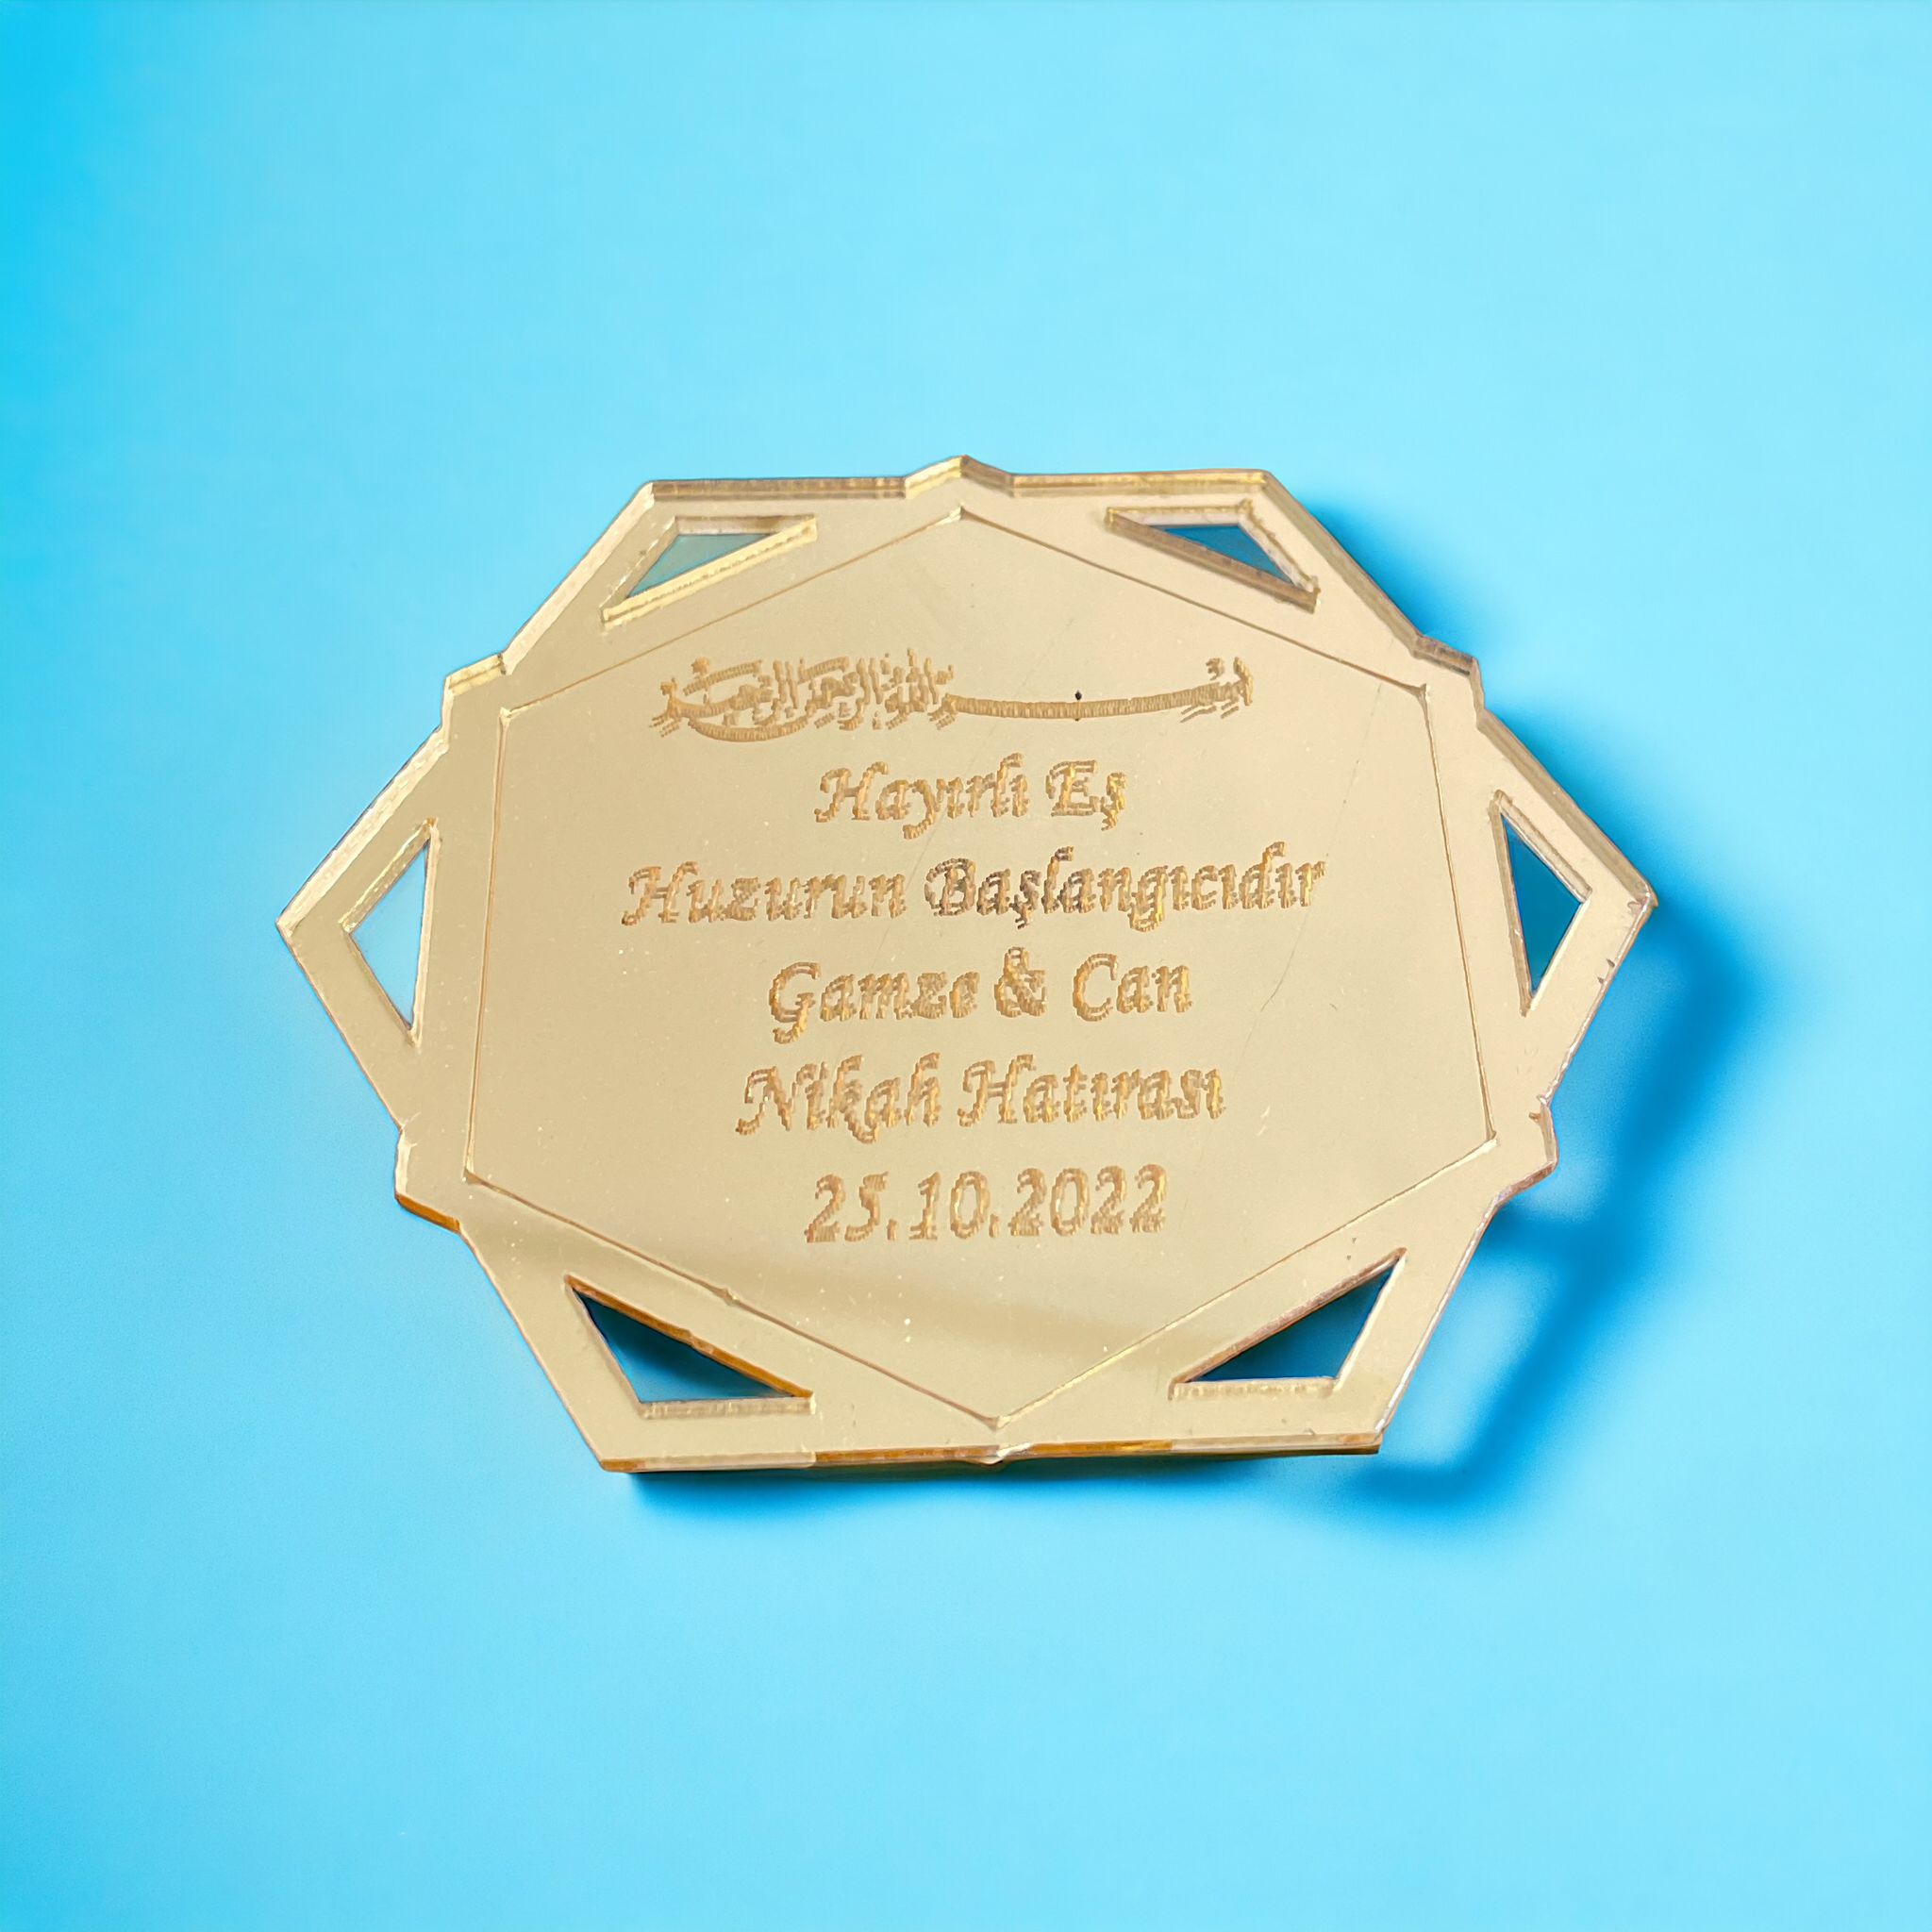 بسم الله الرحمن الرحيم
Hayırlı Eş
Huzurun Başlangıcıdır
Gamze & Can
Nikah Hatırası
25.10.2022